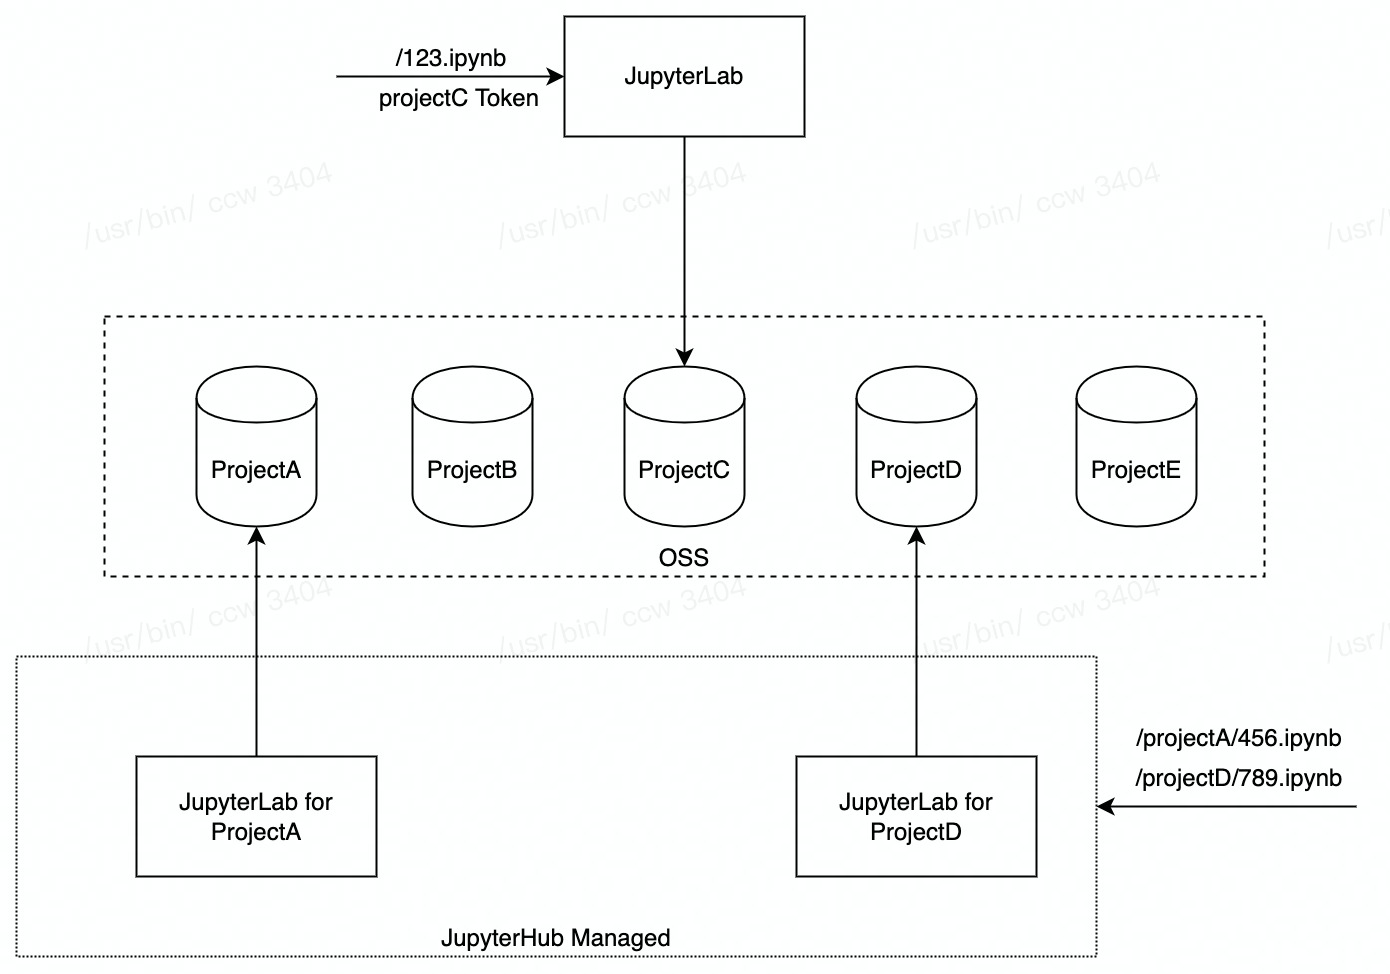 /123.ipynb
projectC Token
JupyterLab
/usr/bin/ ccw 3404
/usr/bin/ ccw 3404
/usr/bin/ ccw 3404
/usr/
ProjectA
ProjectB
ProjectC
ProjectD
ProjectE
OSS
/usr/bin/ ccw 3404
/usr/bin/ ccw 3404
/usr/bin/ ccw 3404
/usr/
/projectA/456.ipynb
/projectD/789.ipynb
JupyterLab for
ProjectA
JupyterLab for
ProjectD
JupyterHub Managed